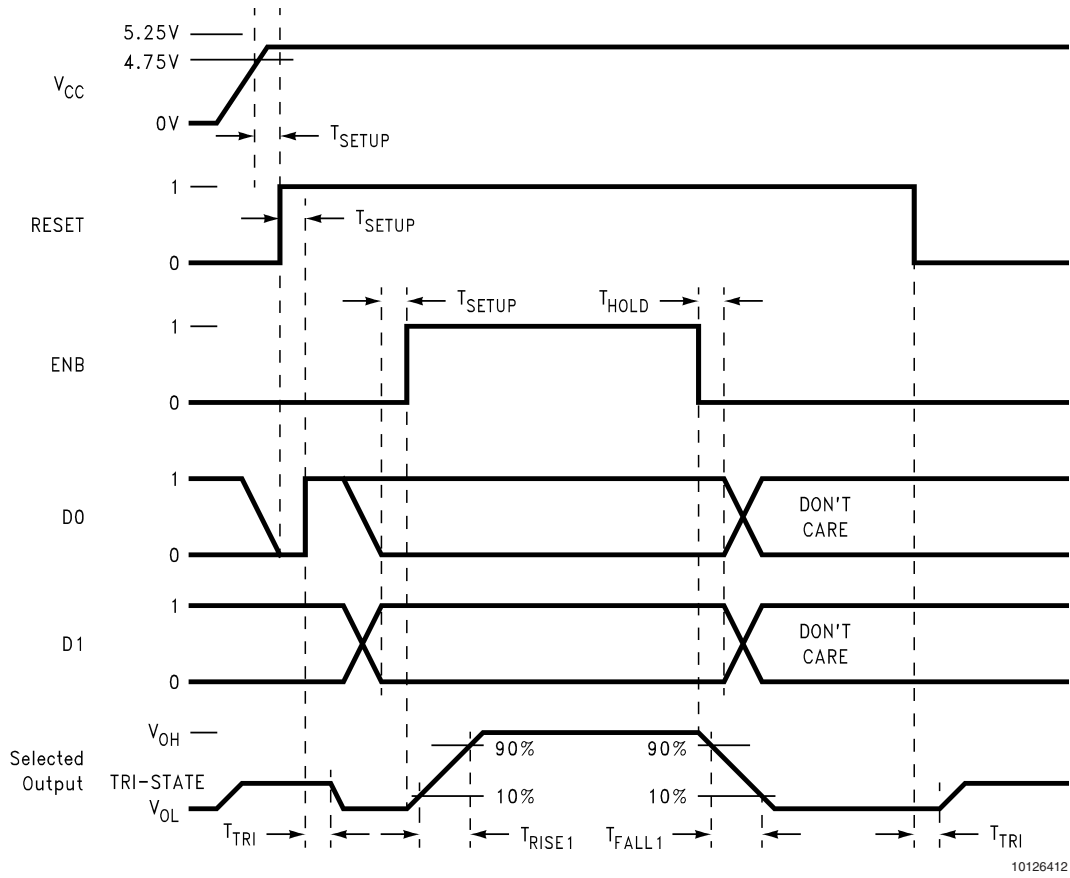 5.25V
4.75V
VCC
0V
TSETUP
1
RESET
TSETUP
0
TSETUP
THOLD
1
ENB
0
1
D0
DON'T
CARE
0
1
D1
DON'T
CARE
0
VOH
90%
90%
Selected
Output
TRI-STATE
10%
10%
VOL
TTRI
TRISE1
TFALL1
TTRI
10126412